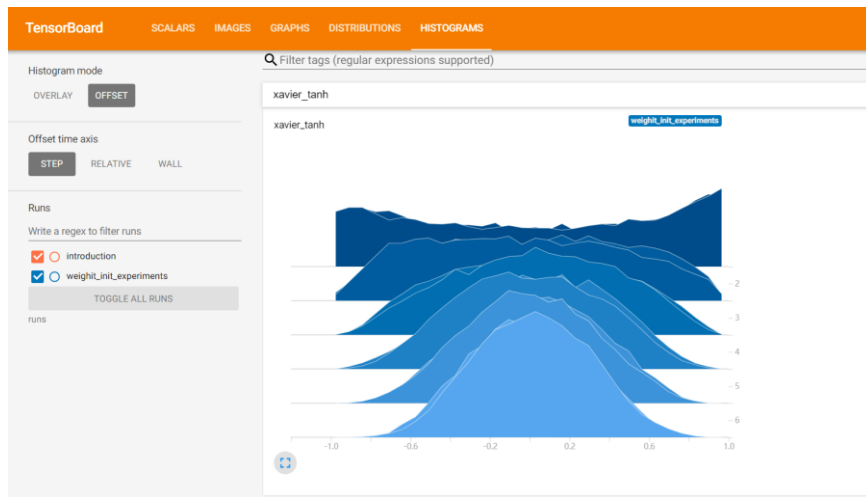 TensorBoard SCALARS IMAGES GRAPHS DISTRIBUTIONS HISTOGRAMS
Histogram mode
OVERLAY OFFSET
Offset time axis
STEP RELATIVE WALL
Runs
Write a regex to filter runs
introduction
weighit_init_experiments
TOGGLE ALL RUNS
runs
Filter tags (regular expressions supported)
xavier_tanh
xavier_tanh weighit_init_experiments
2
3
4
5
6
-1.0 -0.6 -0.2 0.2 0.6 1.0